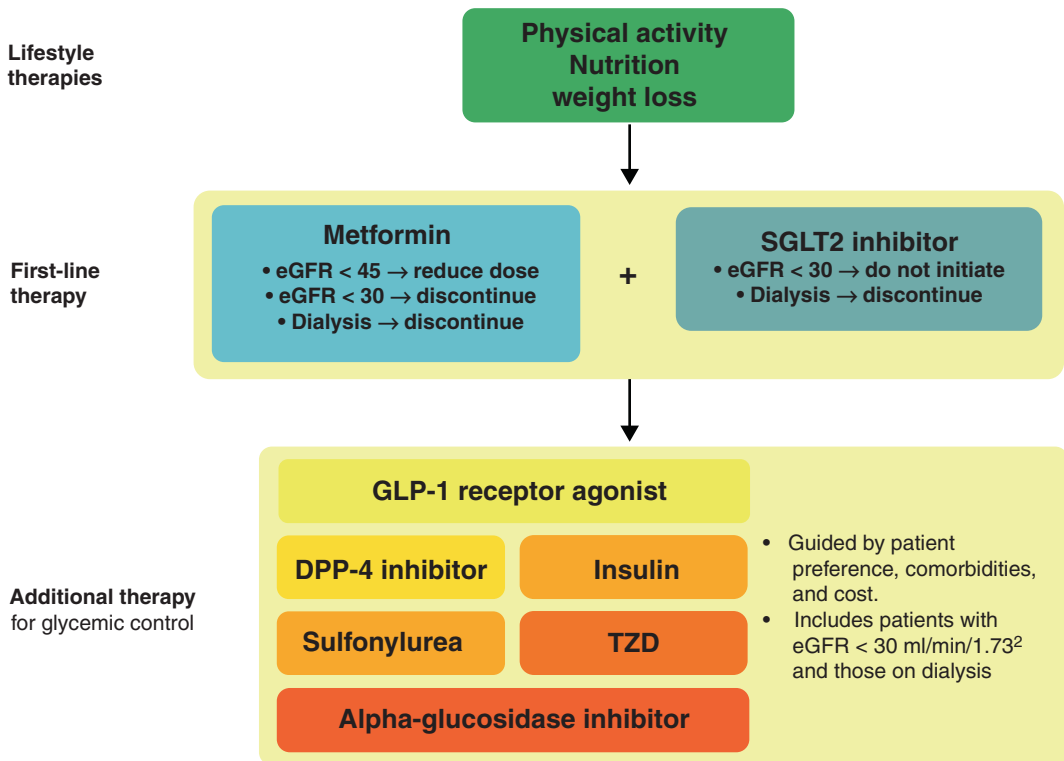 Lifestyle
therapies
Physical activity
Nutrition
weight loss
First-line
therapy
Metformin
• eGFR < 45 → reduce dose
• eGFR < 30 → discontinue
• Dialysis → discontinue
+
SGLT2 inhibitor
• eGFR < 30 → do not initiate
• Dialysis → discontinue
Additional therapy
for glycemic control
GLP-1 receptor agonist
DPP-4 inhibitor
Insulin
Sulfonylurea
TZD
Alpha-glucosidase inhibitor
• Guided by patient
preference, comorbidities,
and cost.
• Includes patients with
eGFR < 30 ml/min/1.73²
and those on dialysis